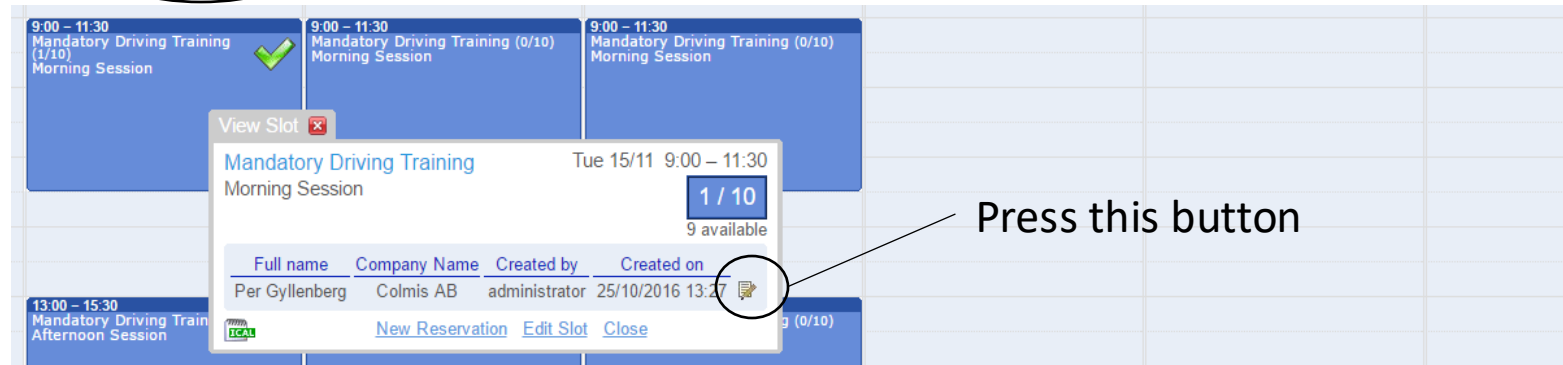 9:00 – 11:30
Mandatory Driving Training
(1/10)
Morning Session
9:00 – 11:30
Mandatory Driving Training (0/10)
Morning Session
9:00 – 11:30
Mandatory Driving Training (0/10)
Morning Session
View Slot
Mandatory Driving Training Tue 15/11 9:00 – 11:30
Morning Session
1 / 10
9 available
Full name Company Name Created by Created on
Per Gyllenberg Colmis AB administrator 25/10/2016 13:27
ICAL New Reservation Edit Slot Close
Press this button
13:00 – 15:30
Mandatory Driving Train
Afternoon Session
g (0/10)